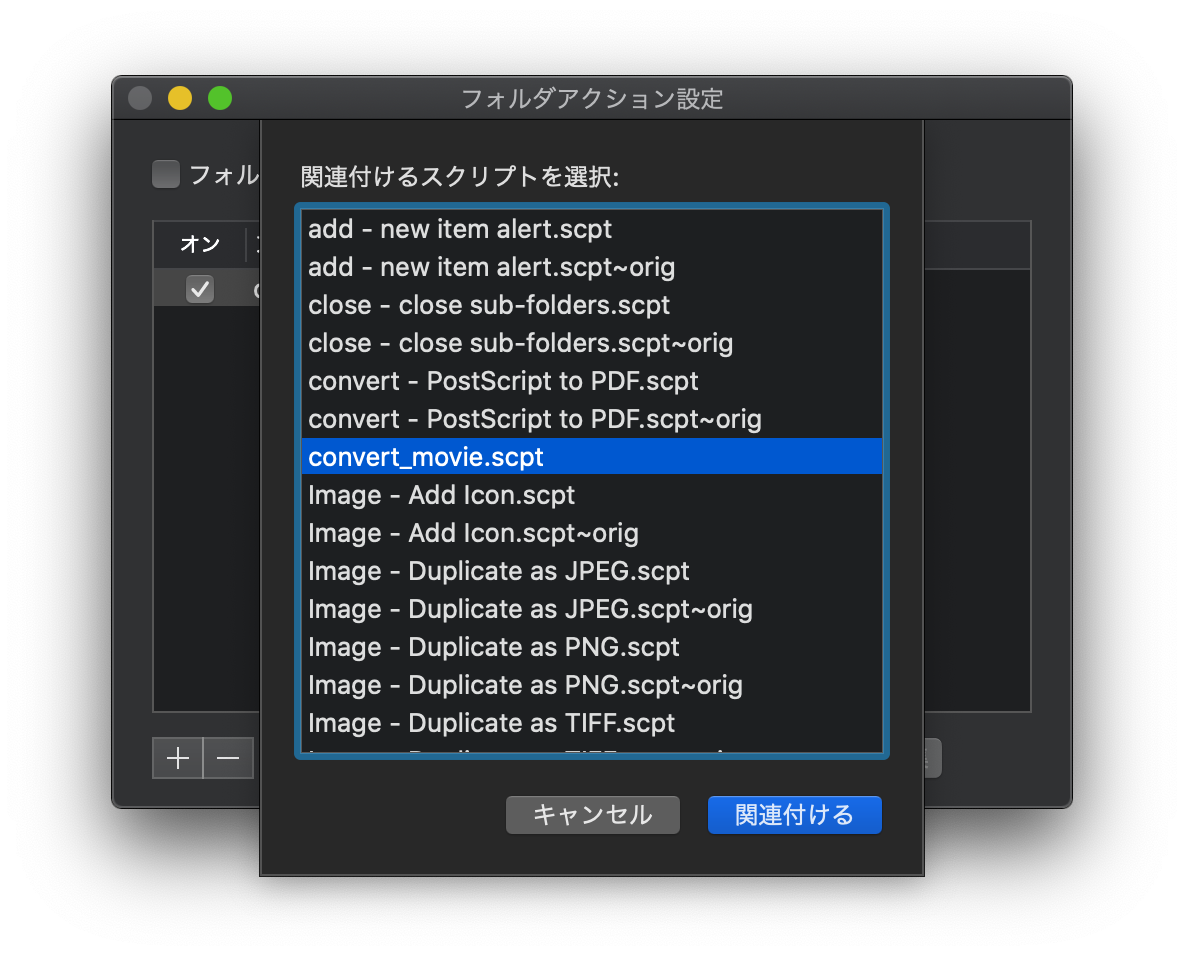 フォルダアクション設定
フォル
関連付けるスクリプトを選択:
オン
add - new item alert.scpt
add - new item alert.scpt~orig
close - close sub-folders.scpt
close - close sub-folders.scpt~orig
convert - PostScript to PDF.scpt
convert - PostScript to PDF.scpt~orig
convert_movie.scpt
Image - Add Icon.scpt
Image - Add Icon.scpt~orig
Image - Duplicate as JPEG.scpt
Image - Duplicate as JPEG.scpt~orig
Image - Duplicate as PNG.scpt
Image - Duplicate as PNG.scpt~orig
Image - Duplicate as TIFF.scpt
キャンセル
関連付ける